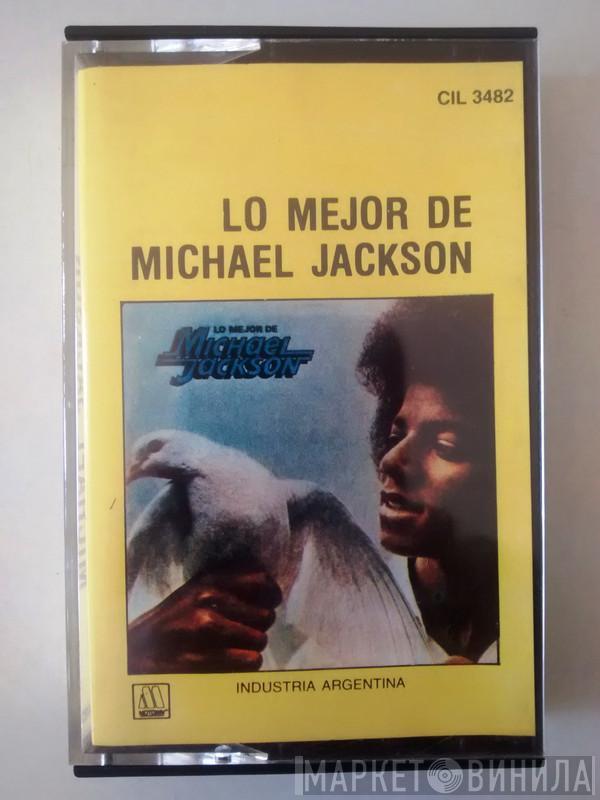 CIL 3482
LO MEJOR DE
MICHAEL JACKSON
LO MEJOR DE
MICHAEL
JACKSON
INDUSTRIA ARGENTINA
МАРКЕТ ВИНИЛА